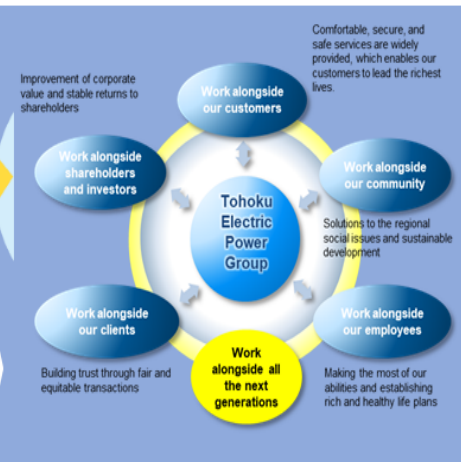 Comfortable, secure, and
safe services are widely
provided, which enables our
customers to lead the richest
lives.
Improvement of corporate
value and stable returns to
shareholders
Work alongside
our customers
Work alongside
shareholders
and investors
Work alongside
our community
Tohoku
Electric
Power
Group
Solutions to the regional
social issues and sustainable
development
Work alongside
our clients
Work alongside
our employees
Work
alongside all
the next
generations
Building trust through fair and
equitable transactions
Making the most of our
abilities and establishing
rich and healthy life plans